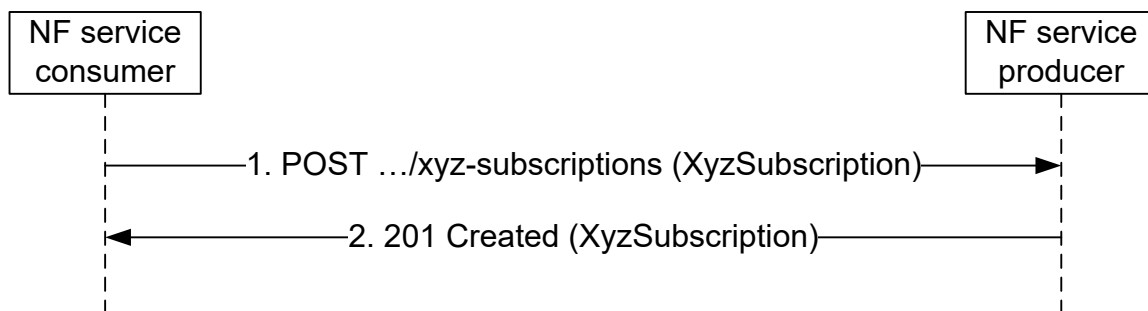 NF service
consumer
NF service
producer
1. POST …/xyz-subscriptions (XyzSubscription)
2. 201 Created (XyzSubscription)